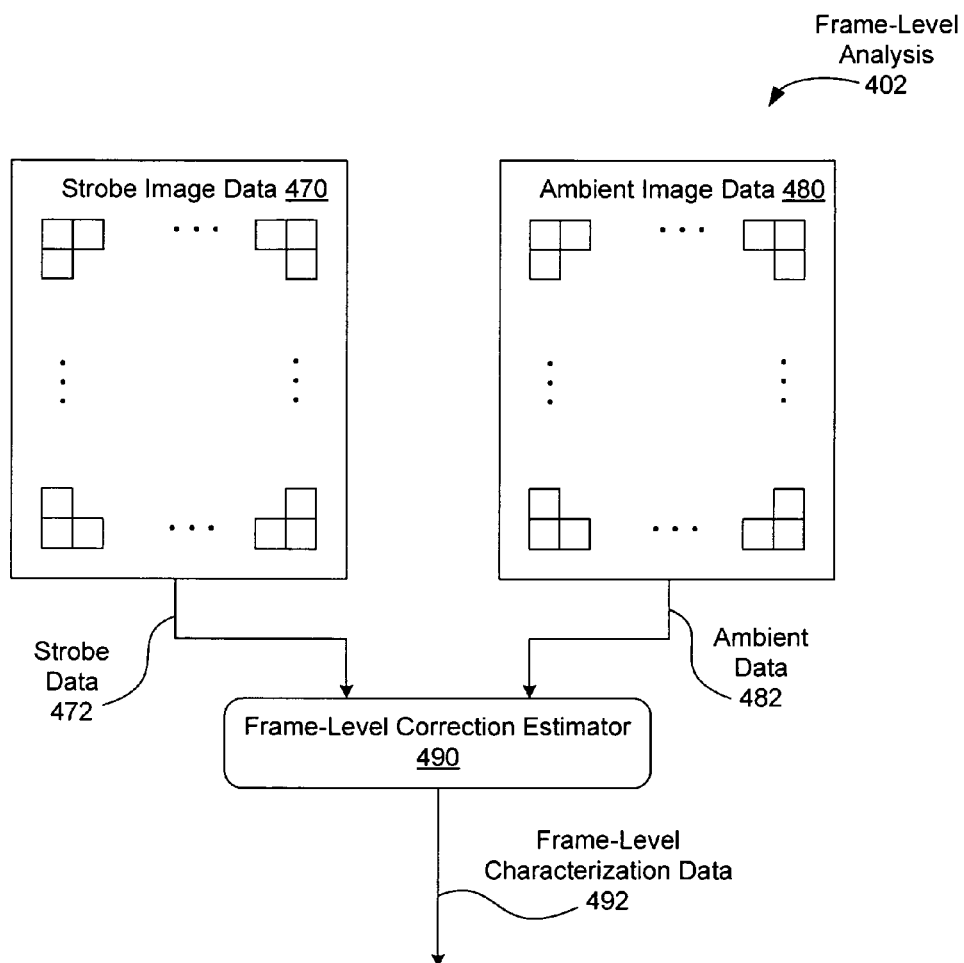 Frame-Level
Analysis
402
Strobe Image Data 470
Ambient Image Data 480
Strobe
Data
472
Ambient
Data
482
Frame-Level Correction Estimator
490
Frame-Level
Characterization Data
492